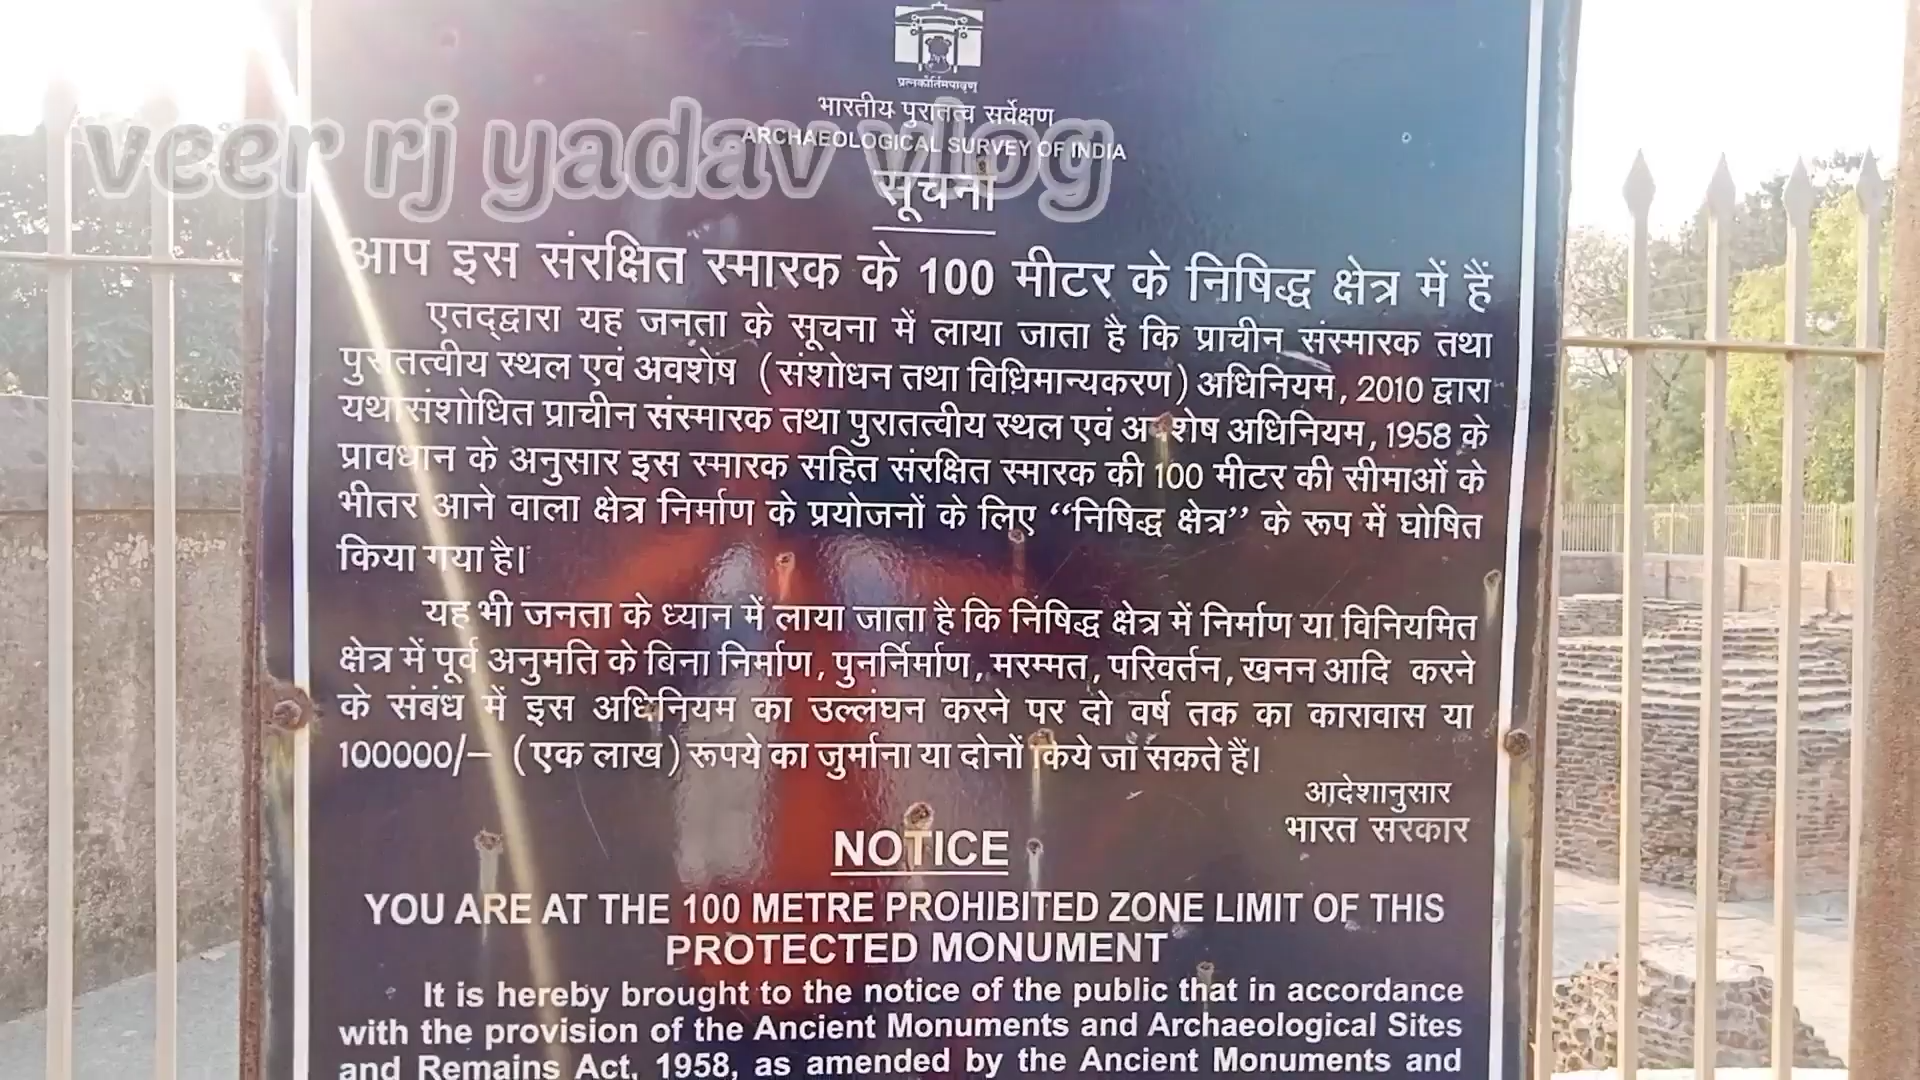 प्रत्नकीर्तिमपावृणु
भारतीय पुरातत्व सर्वेक्षण
ARCHAEOLOGICAL SURVEY OF INDIA
veer rj yadav vlog
सूचना
आप इस संरक्षित स्मारक के 100 मीटर के निषिद्ध क्षेत्र में हैं
एतद्द्वारा यह जनता के सूचना में लाया जाता है कि प्राचीन संस्मारक तथा
पुरातत्वीय स्थल एवं अवशेष (संशोधन तथा विधिमान्यकरण) अधिनियम, 2010 द्वारा
यथासंशोधित प्राचीन संस्मारक तथा पुरातत्वीय स्थल एवं अवशेष अधिनियम, 1958 के
प्रावधान के अनुसार इस स्मारक सहित संरक्षित स्मारक की 100 मीटर की सीमाओं के
भीतर आने वाला क्षेत्र निर्माण के प्रयोजनों के लिए “निषिद्ध क्षेत्र” के रूप में घोषित
किया गया है।
यह भी जनता के ध्यान में लाया जाता है कि निषिद्ध क्षेत्र में निर्माण या विनियमित
क्षेत्र में पूर्व अनुमति के बिना निर्माण, पुनर्निर्माण, मरम्मत, परिवर्तन, खनन आदि करने
के संबंध में इस अधिनियम का उल्लंघन करने पर दो वर्ष तक का कारावास या
100000/– (एक लाख) रूपये का जुर्माना या दोनों किये जा सकते हैं।
आदेशानुसार
भारत सरकार
NOTICE
YOU ARE AT THE 100 METRE PROHIBITED ZONE LIMIT OF THIS
PROTECTED MONUMENT
It is hereby brought to the notice of the public that in accordance
with the provision of the Ancient Monuments and Archaeological Sites
and Remains Act, 1958, as amended by the Ancient Monuments and